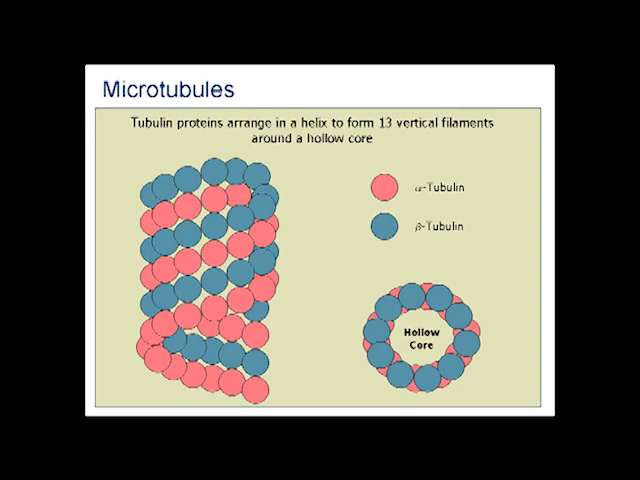 Microtubules
Tubulin proteins arrange in a helix to form 13 vertical filaments
around a hollow core
α-Tubulin
β-Tubulin
Hollow
Core